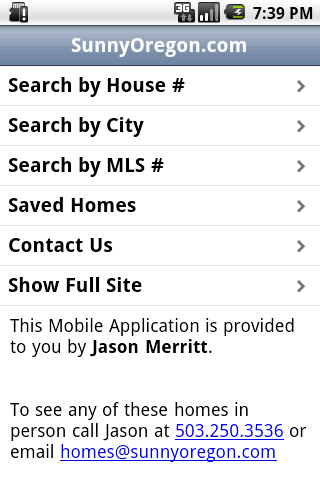 3G
7:39 PM
SunnyOregon.com
Search by House #
Search by City
Search by MLS #
Saved Homes
Contact Us
Show Full Site
This Mobile Application is provided
to you by Jason Merritt.
To see any of these homes in
person call Jason at 503.250.3536 or
email homes@sunnyoregon.com